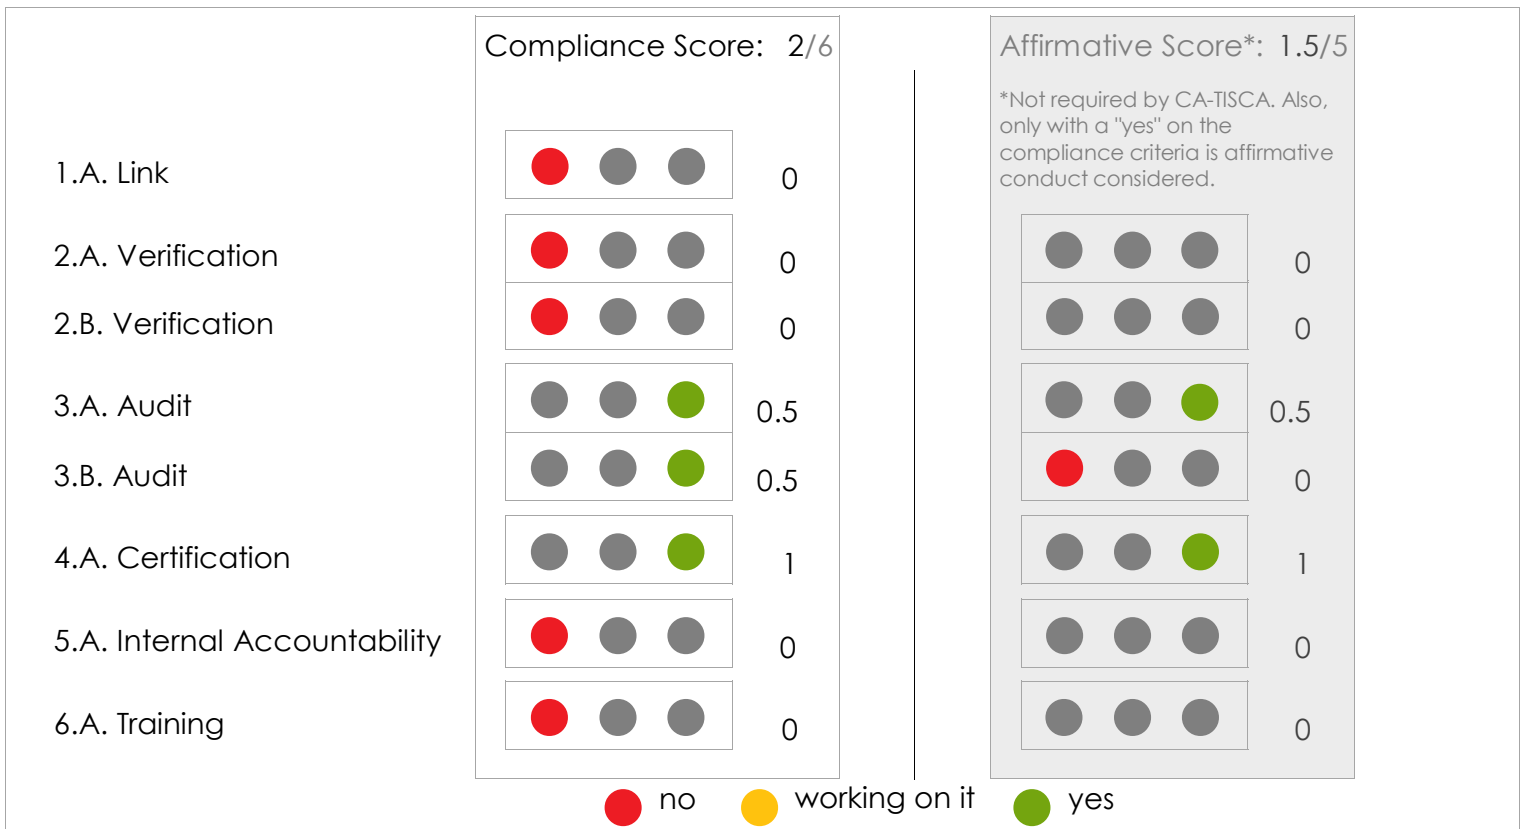 Compliance Score: 2/6
Affirmative Score*: 1.5/5
*Not required by CA-TISCA. Also,
only with a "yes" on the
compliance criteria is affirmative
conduct considered.
1.A. Link 0
2.A. Verification 0 0
2.B. Verification 0 0
3.A. Audit 0.5 0.5
3.B. Audit 0.5 0
4.A. Certification 1 1
5.A. Internal Accountability 0 0
6.A. Training 0 0
no working on it yes